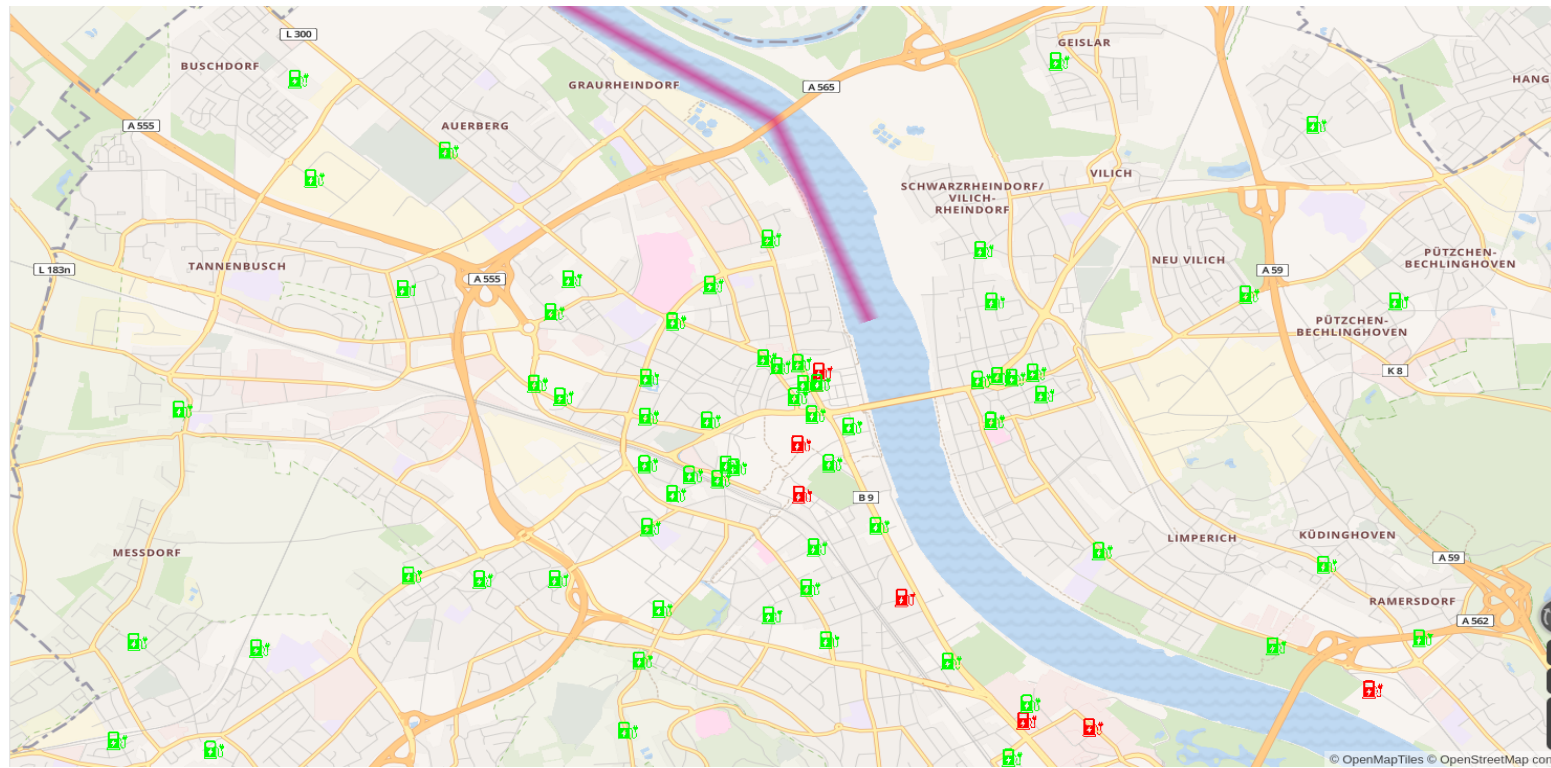 L 300
GEISLAR
BUSCHDORF
HANG
GRAURHEINDORF
A 565
A 555
AUERBERG
VILICH
SCHWARZRHEINDORF/
VILICH-
RHEINDORF
PÜTZCHEN-
BECHLINGHOVEN
NEU VILICH
L 183n
TANNENBUSCH
A 59
A 555
PÜTZCHEN-
BECHLINGHOVEN
K 8
B 9
KÜDINGHOVEN
LIMPERICH
MESSDORF
A 59
RAMERSDORF
A 562
© OpenMapTiles © OpenStreetMap con